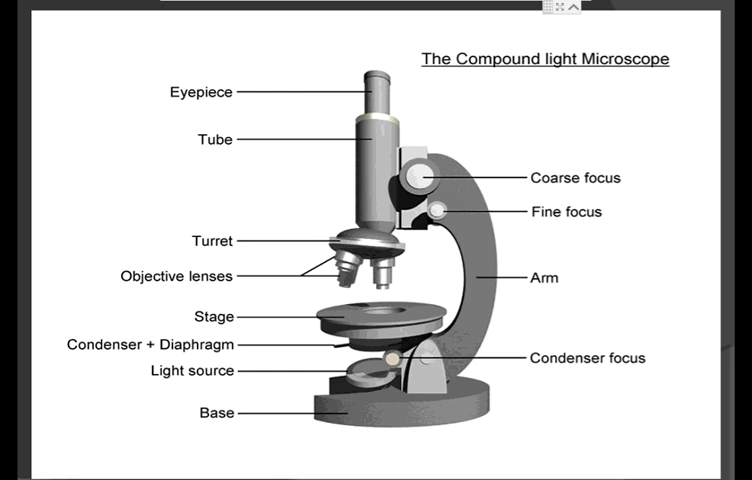 The Compound light Microscope
Eyepiece
Tube
Coarse focus
Fine focus
Turret
Objective lenses
Arm
Stage
Condenser + Diaphragm
Condenser focus
Light source
Base